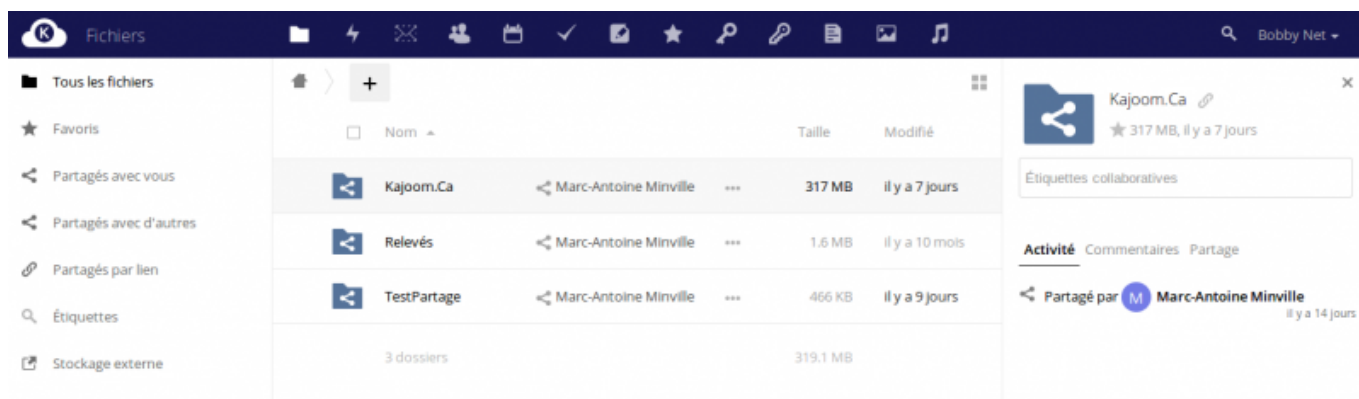 K Fichiers Bobby Net
Tous les fichiers
Favoris
Partagés avec vous
Partagés avec d'autres
Partagés par lien
Étiquettes
Stockage externe
+
Nom Taille Modifié
Kajoom.Ca Marc-Antoine Minville ••• 317 MB il y a 7 jours
Relevés Marc-Antoine Minville ••• 1.6 MB il y a 10 mois
TestPartage Marc-Antoine Minville ••• 466 KB il y a 9 jours
3 dossiers 319.1 MB
Kajoom.Ca
317 MB, il y a 7 jours
Étiquettes collaboratives
Activité Commentaires Partage
Partagé par M Marc-Antoine Minville
il y a 14 jours